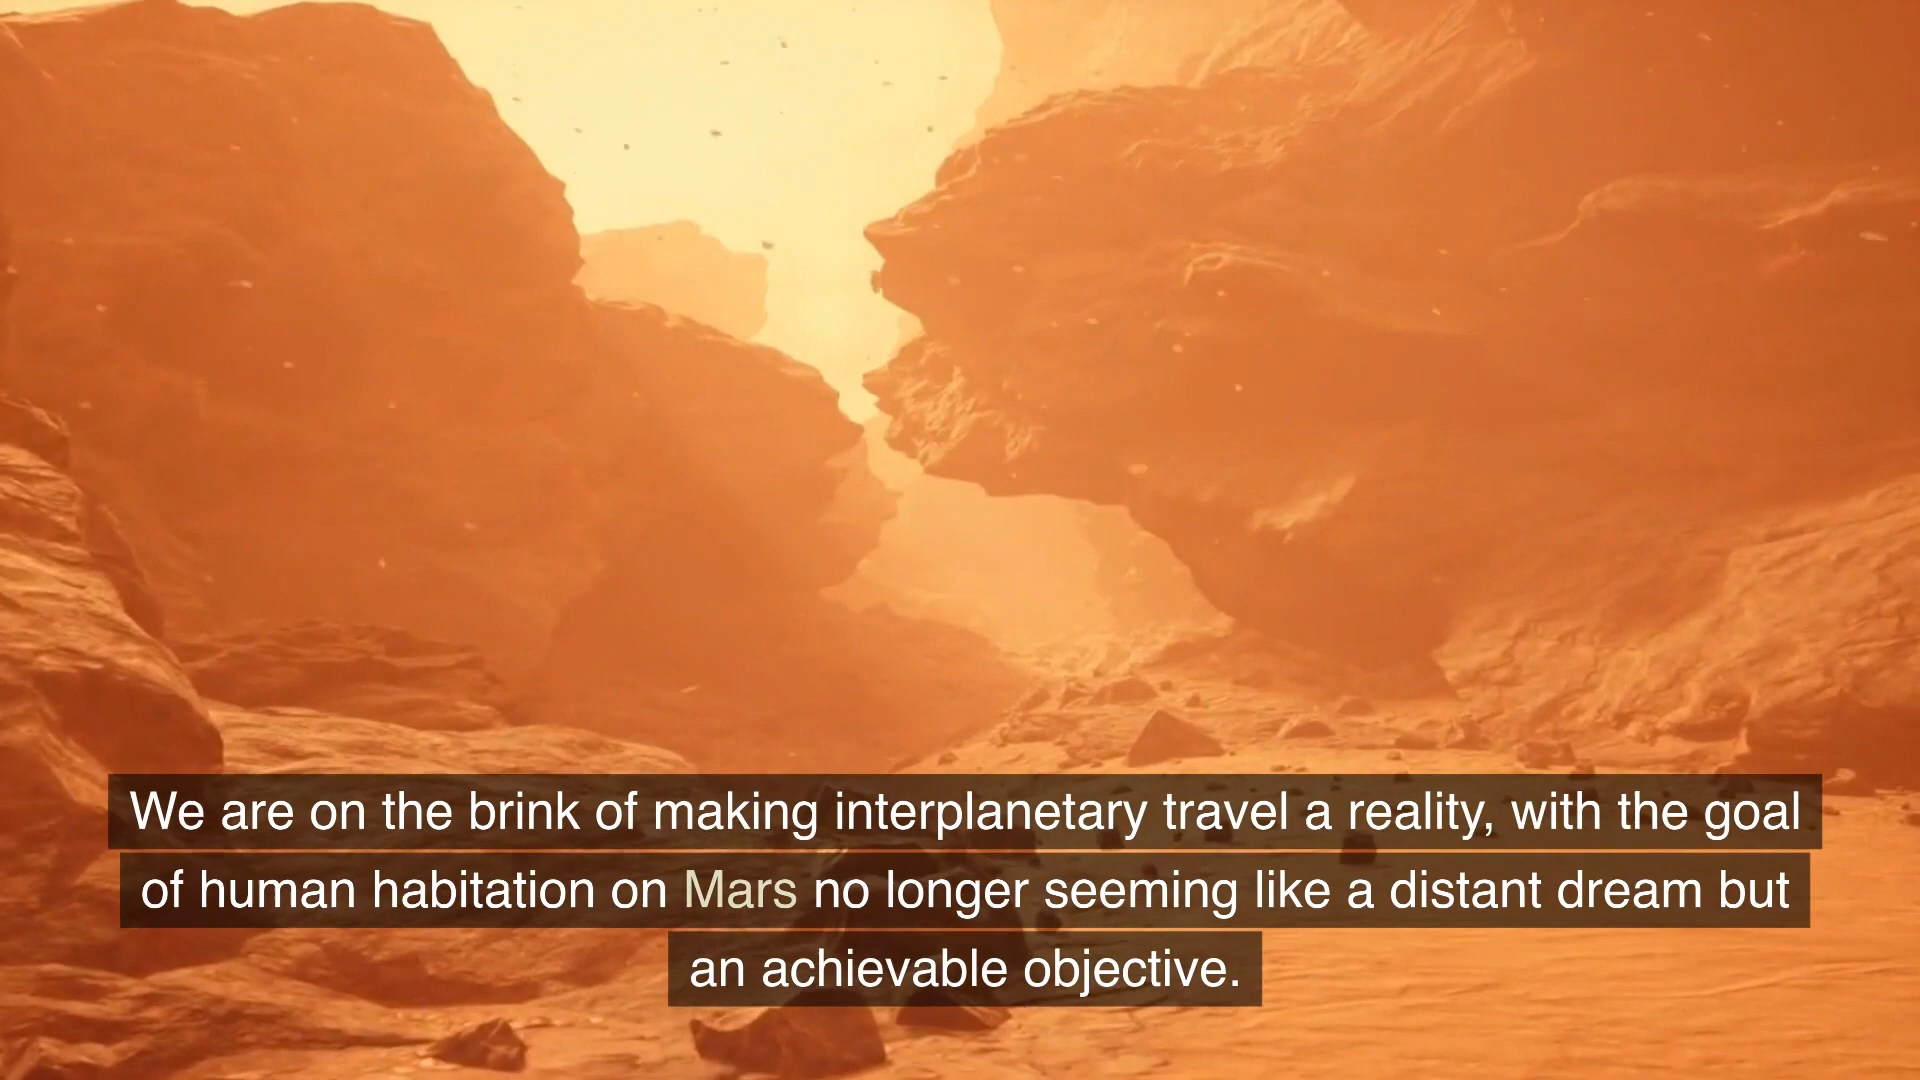 We are on the brink of making interplanetary travel a reality, with the goal
of human habitation on Mars no longer seeming like a distant dream but
an achievable objective.